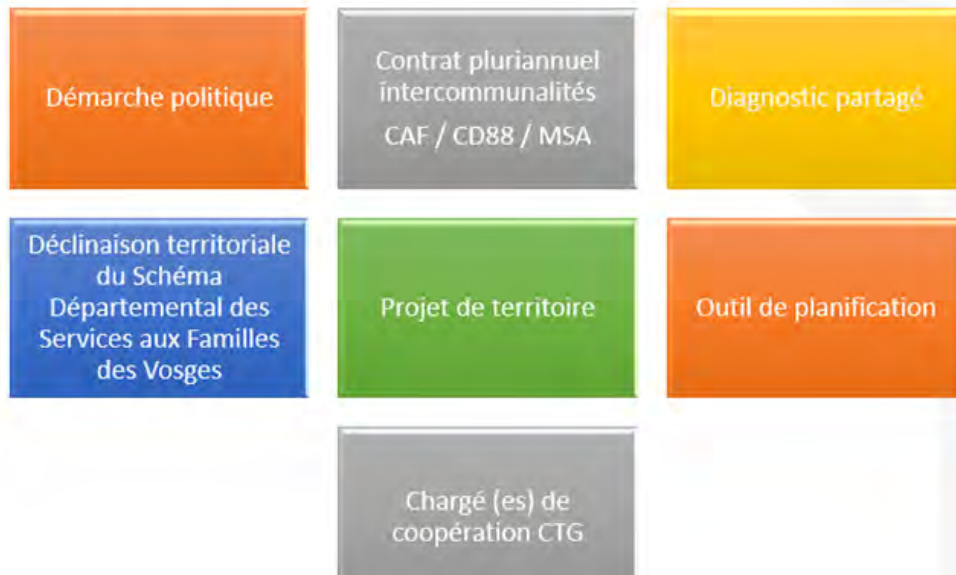 Démarche politique
Contrat pluriannuel
intercommunalités
CAF / CD88 / MSA
Diagnostic partagé
Déclinaison territoriale
du Schéma
Départemental des
Services aux Familles
des Vosges
Projet de territoire
Outil de planification
Chargé (es) de
coopération CTG